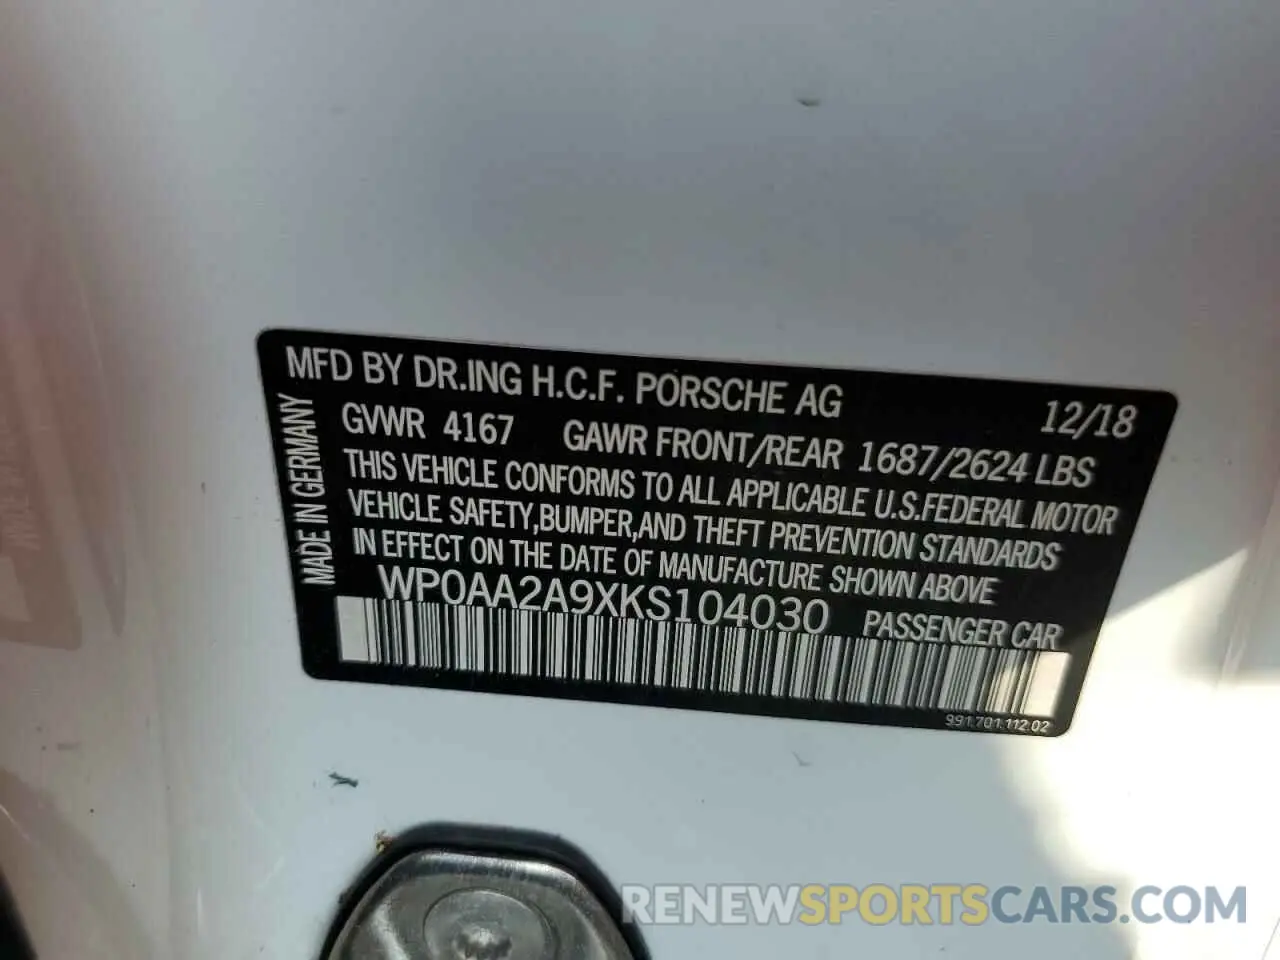 MFD BY DR.ING H.C.F. PORSCHE AG 12/18
MADE IN GERMANY
GVWR 4167 GAWR FRONT/REAR 1687/2624 LBS
THIS VEHICLE CONFORMS TO ALL APPLICABLE U.S.FEDERAL MOTOR
VEHICLE SAFETY,BUMPER,AND THEFT PREVENTION STANDARDS
IN EFFECT ON THE DATE OF MANUFACTURE SHOWN ABOVE
WP0AA2A9XKS104030 PASSENGER CAR
991.701.112.02
RENEWSPORTSCARS.COM